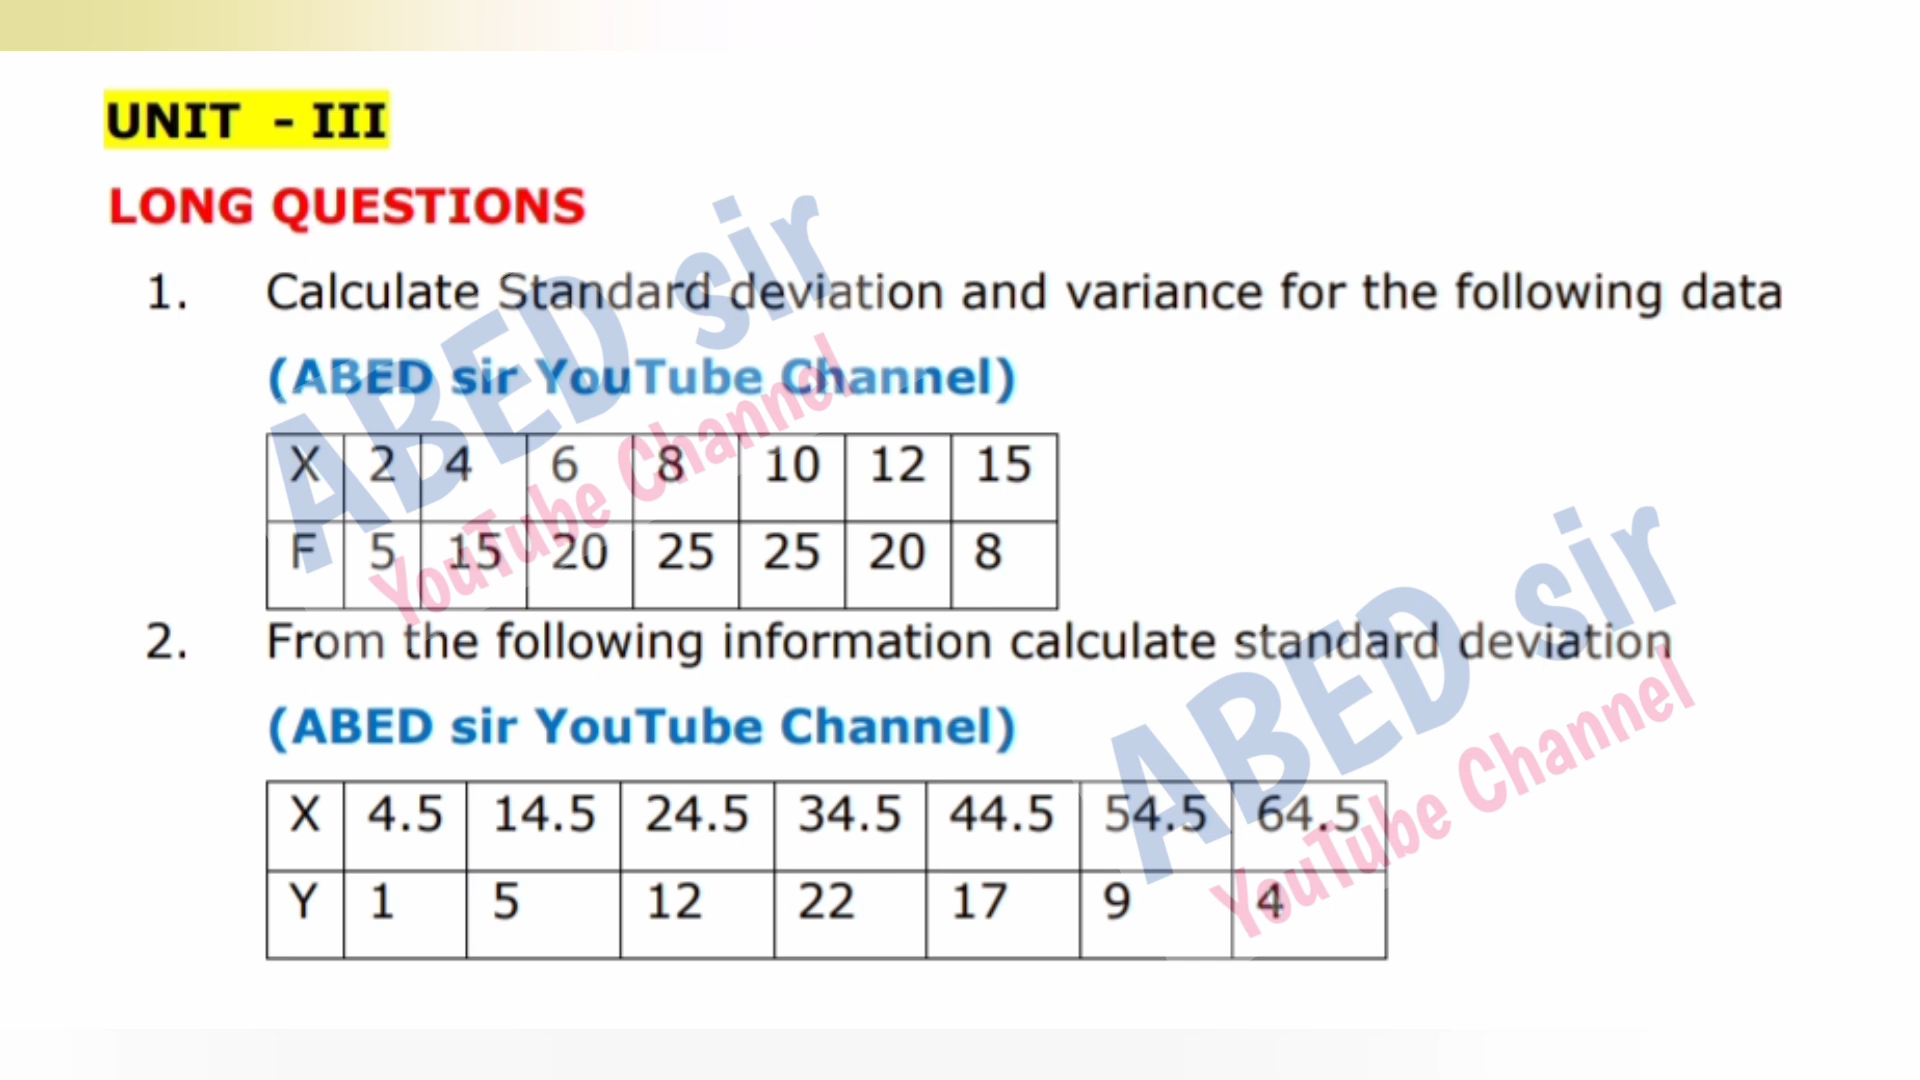 UNIT - III
LONG QUESTIONS
1. Calculate Standard deviation and variance for the following data
(ABED sir YouTube Channel)
X 2 4 6 8 10 12 15
F 5 15 20 25 25 20 8
2. From the following information calculate standard deviation
(ABED sir YouTube Channel)
X 4.5 14.5 24.5 34.5 44.5 54.5 64.5
Y 1 5 12 22 17 9 4
ABED sir
YouTube Channel
ABED sir
YouTube Channel